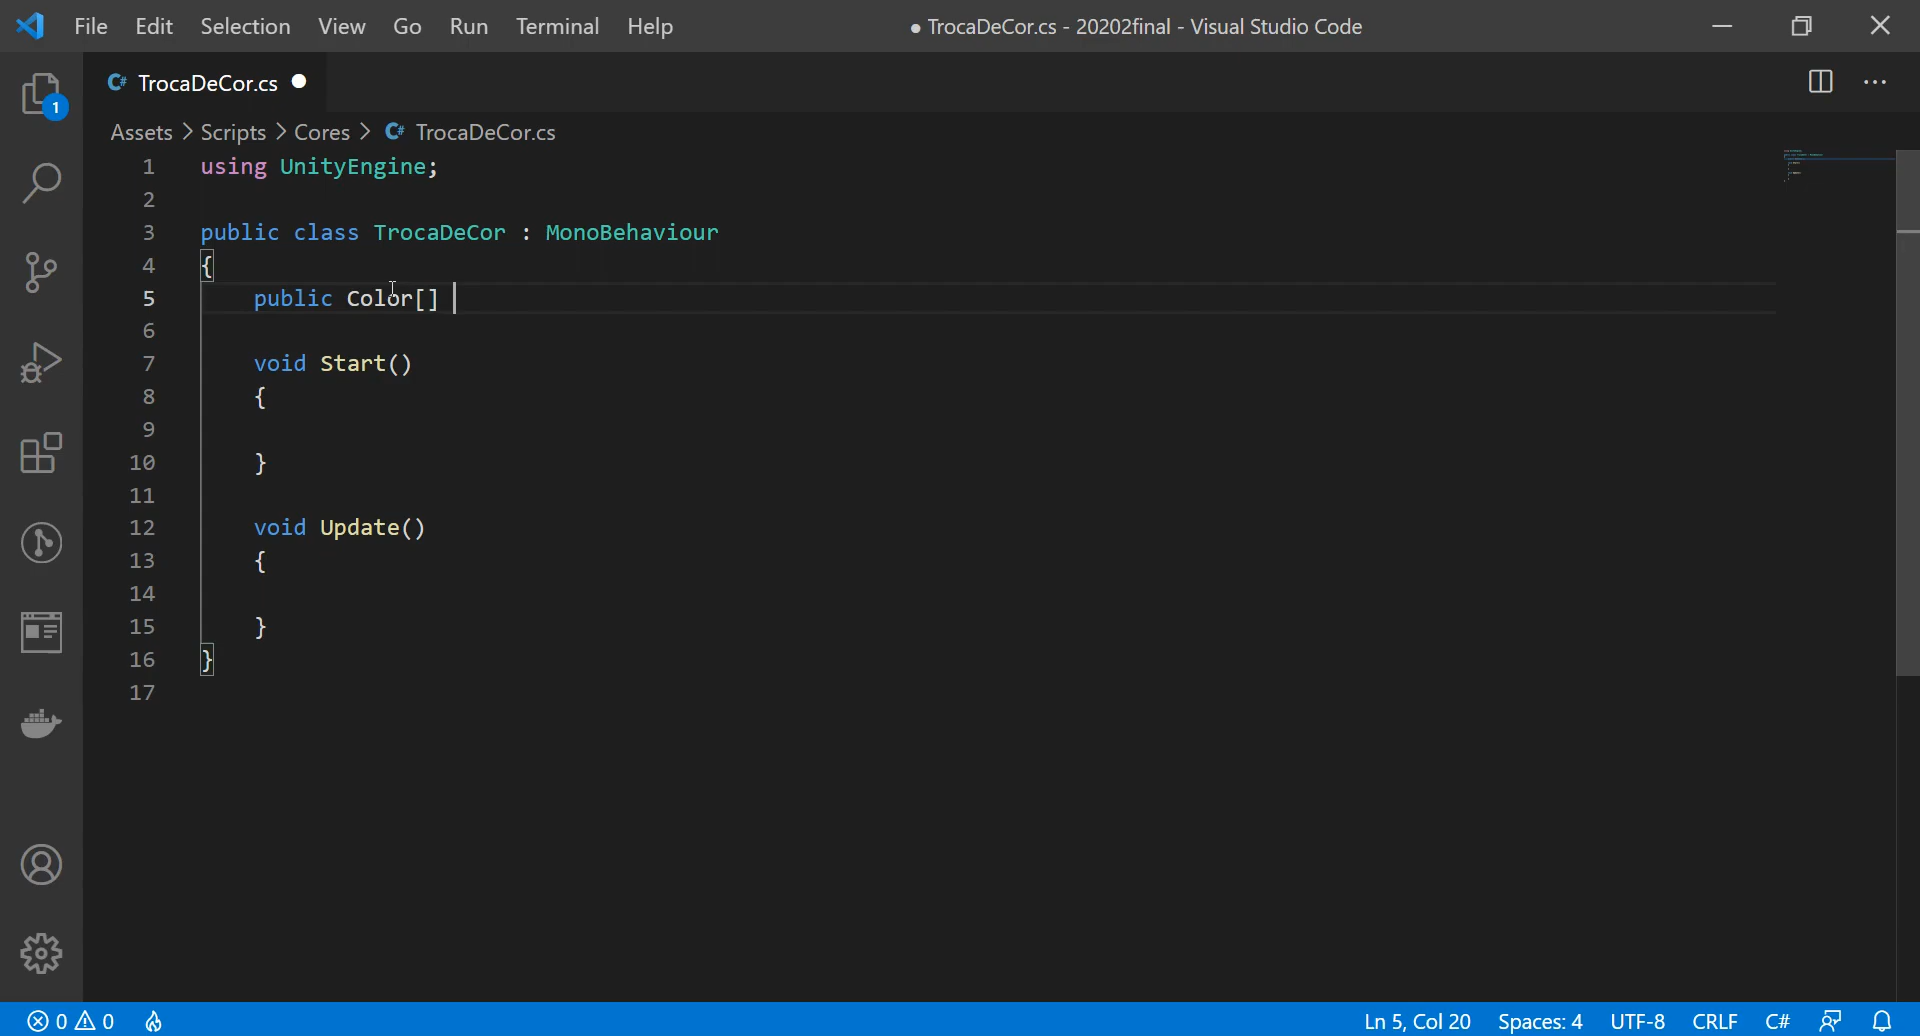 File Edit Selection View Go Run Terminal Help ● TrocaDeCor.cs - 20202final - Visual Studio Code
C# TrocaDeCor.cs ●
1
Assets > Scripts > Cores > C# TrocaDeCor.cs
1 using UnityEngine;
2
3 public class TrocaDeCor : MonoBehaviour
4 {
5 public Color[]
6
7 void Start()
8 {
9
10 }
11
12 void Update()
13 {
14
15 }
16 }
17
0 0 Ln 5, Col 20 Spaces: 4 UTF-8 CRLF C#